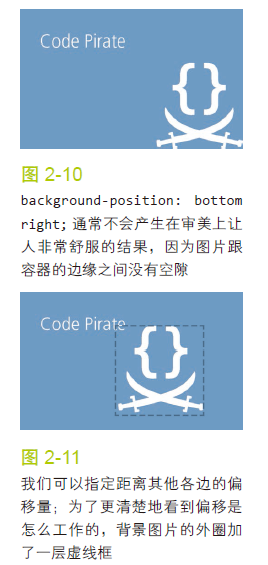 Code Pirate
{}
图 2-10
background-position: bottom
right; 通常不会产生在审美上让
人非常舒服的结果，因为图片跟
容器的边缘之间没有空隙
Code Pirate
{}
图 2-11
我们可以指定距离其他各边的偏
移量；为了更清楚地看到偏移是
怎么工作的，背景图片的外圈加
了一层虚线框